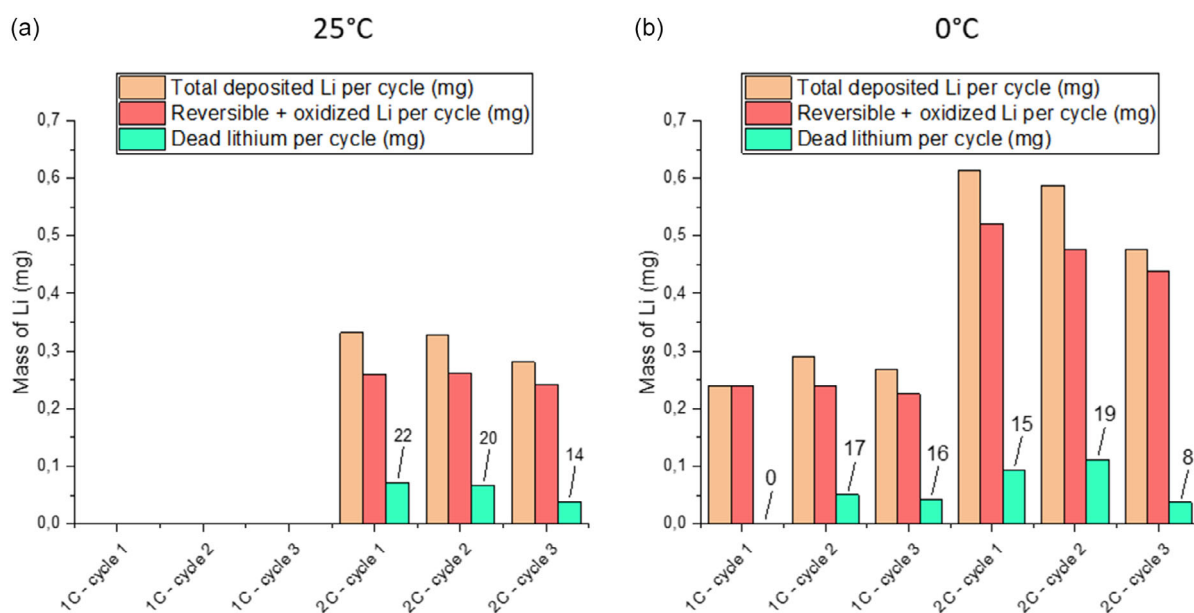 (a)
25°C
Total deposited Li per cycle (mg)
Reversible + oxidized Li per cycle (mg)
Dead lithium per cycle (mg)
Mass of Li (mg)
0,7
0,6
0,5
0,4
0,3
0,2
0,1
0,0
22
20
14
1C - cycle 1
1C - cycle 2
1C - cycle 3
2C - cycle 1
2C - cycle 2
2C - cycle 3
(b)
0°C
Total deposited Li per cycle (mg)
Reversible + oxidized Li per cycle (mg)
Dead lithium per cycle (mg)
Mass of Li (mg)
0,7
0,6
0,5
0,4
0,3
0,2
0,1
0,0
0
17
16
15
19
8
1C - cycle 1
1C - cycle 2
1C - cycle 3
2C - cycle 1
2C - cycle 2
2C - cycle 3